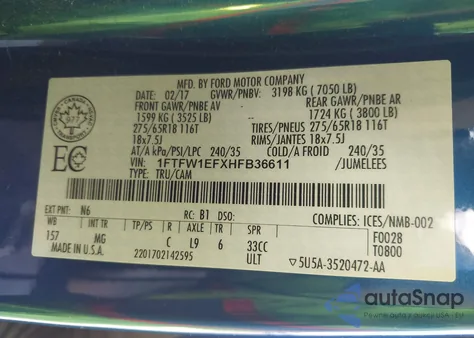 MFD. BY FORD MOTOR COMPANY
DATE: 02/17 GVWR/PNBV: 3198 KG (7050 LB)
FRONT GAWR/PNBE AV REAR GAWR/PNBE AR
1599 KG (3525 LB) 1724 KG (3800 LB)
275/65R18 116T TIRES/PNEU 275/65R18 116T
18x7.5J RIMS/JANTES 18x7.5J
AT/A kPa/PSI/LPC 240/35 COLD/A FROID 240/35
VIN: 1FTFW1EFXHFB36611 /JUMELEES
TYPE: TRU/CAM
EXT PNT: N6 RC: B1 DSO: COMPLIES: ICES/NMB-002
WB INT TR TP/PS R AXLE TR SPR F0028
157 MG C L9 6 33CC T0800
MADE IN U.S.A. 2201702142595 ULT 5U5A-3520472-AA
CANADA
977
EC
autoSnap